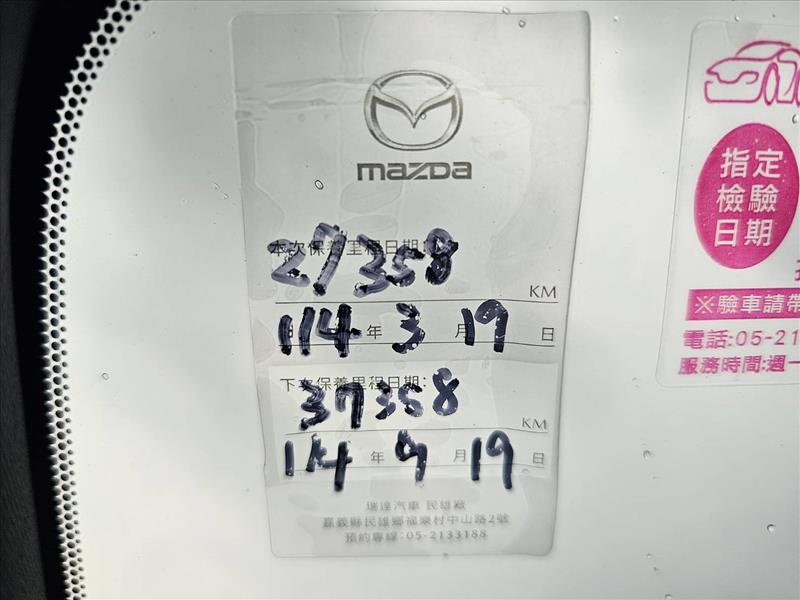 mazda
本次保養里程日期:
27358
KM
114 年 3 月 19 日
下次保養里程日期:
37358
KM
114 年 9 月 19 日
瑞達汽車 民雄廠
嘉義縣民雄鄉福樂村中山路2號
預約專線:05-2133188
指定
檢驗
日期
※驗車請帶
電話:05-21
服務時間:週一